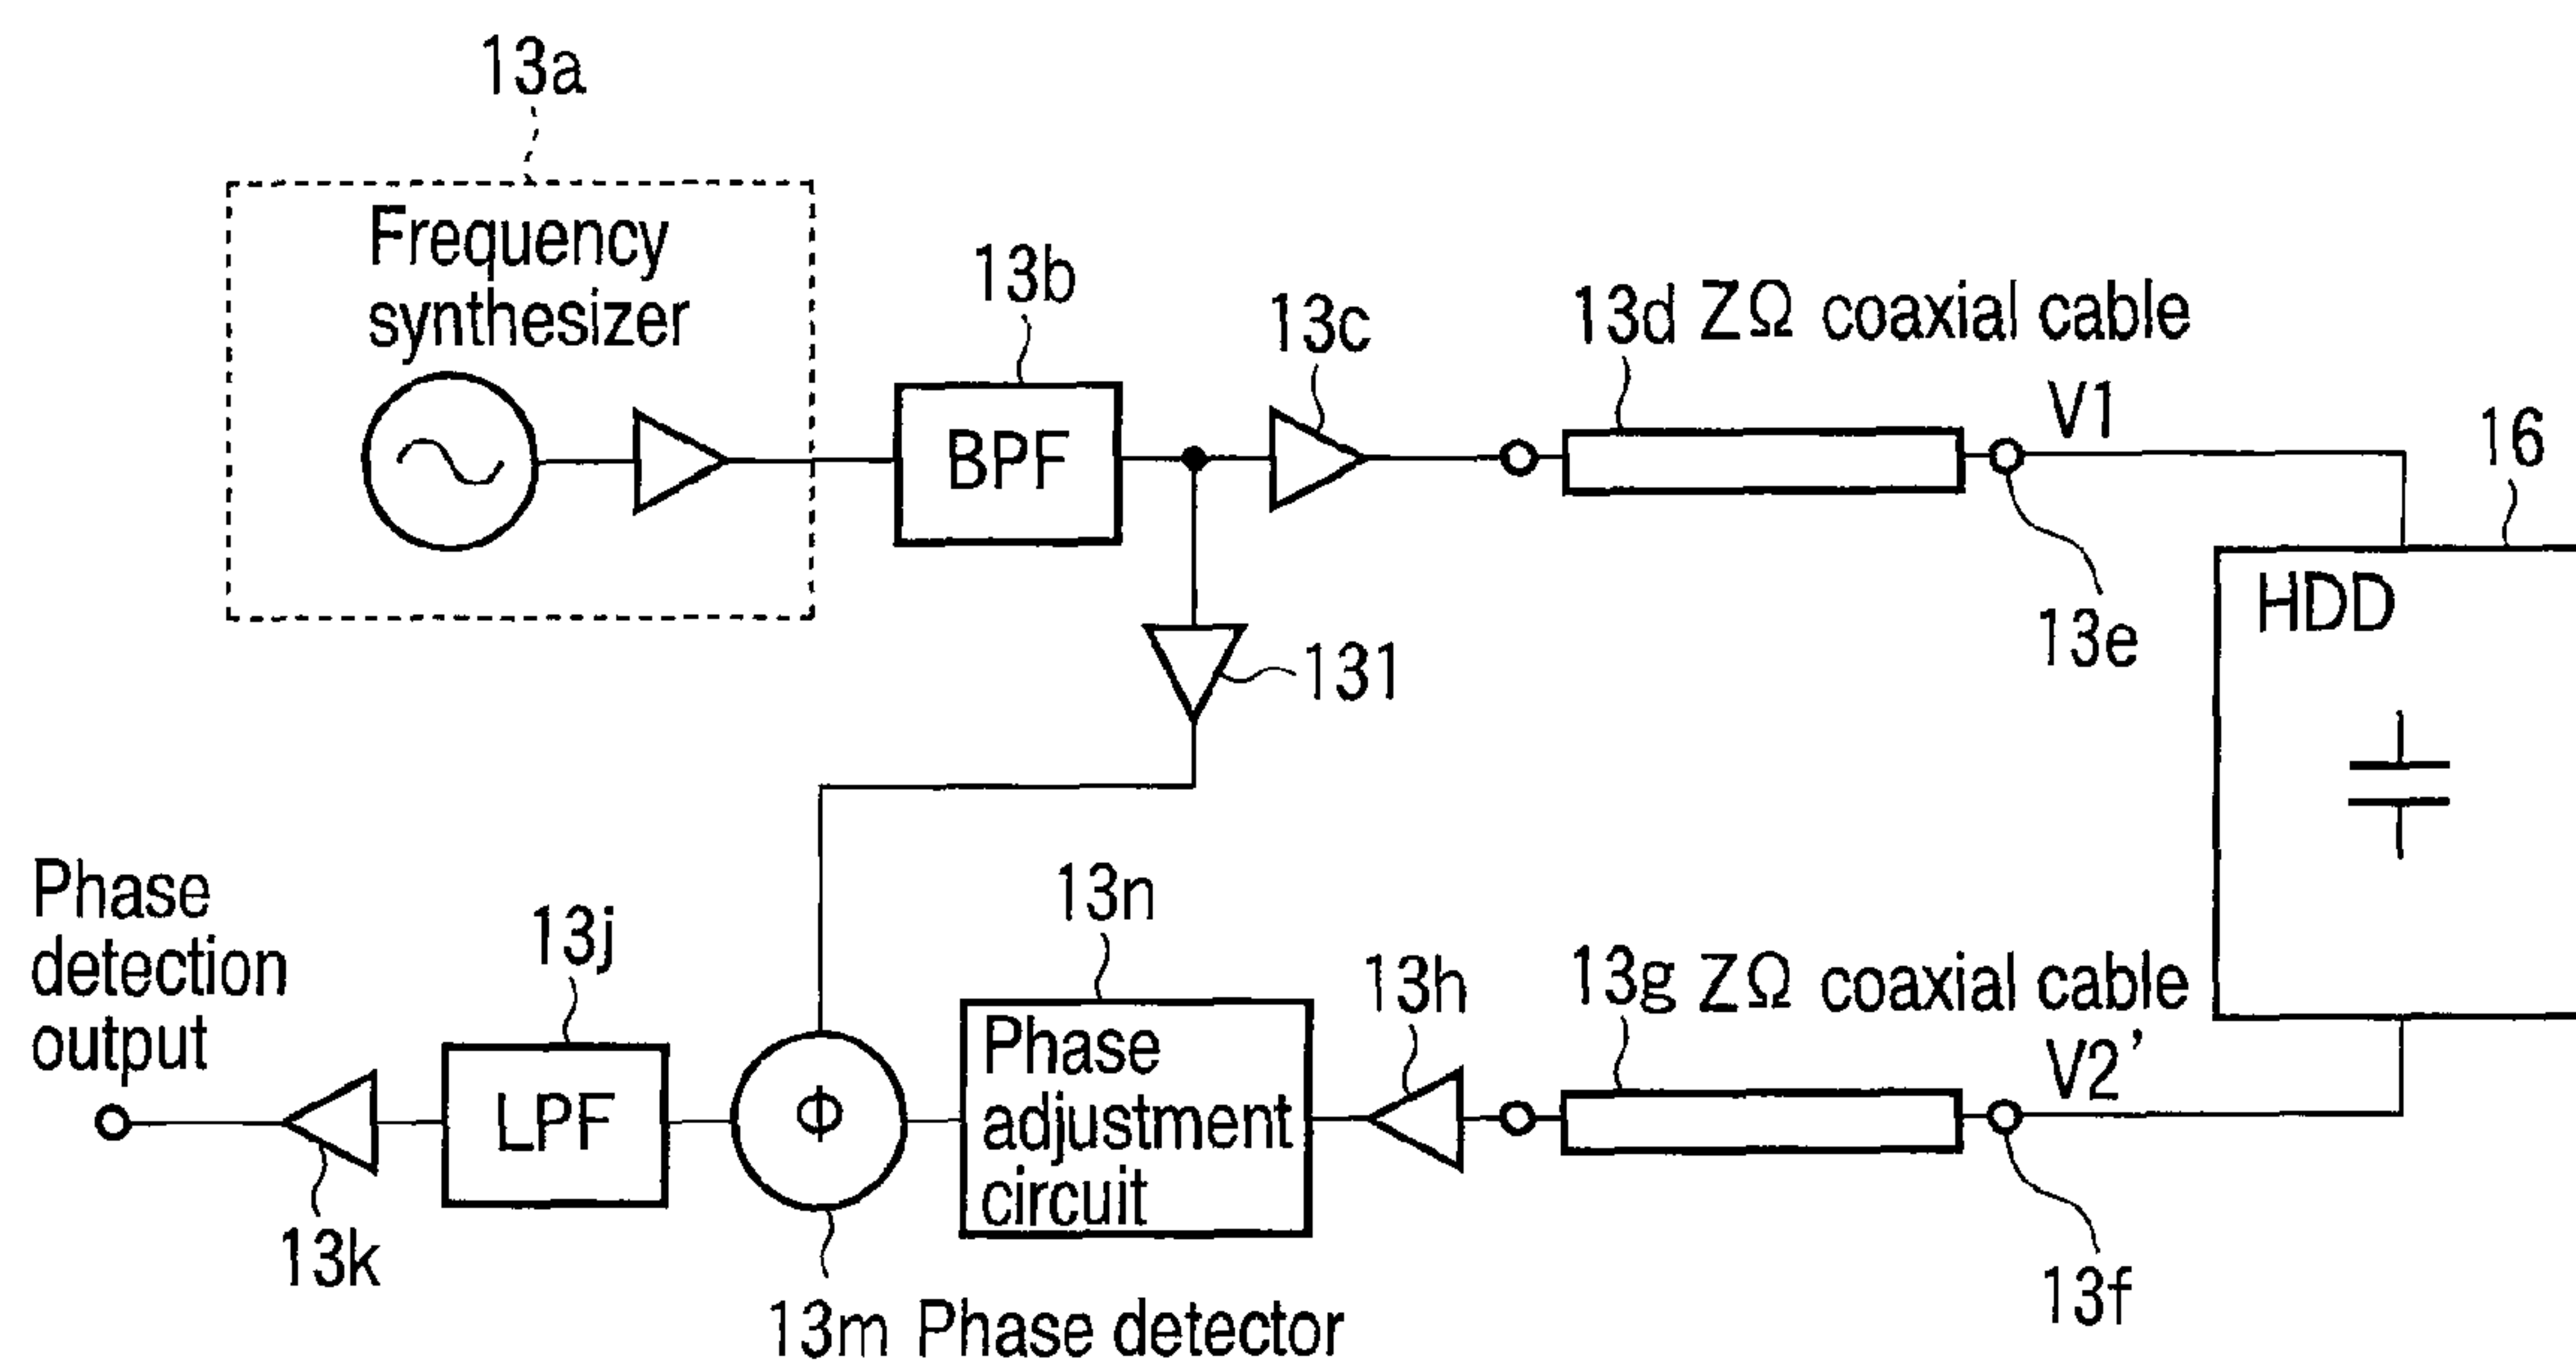 13a
Frequency
synthesizer
13b
BPF
13c
13d ZΩ coaxial cable
V1
16
HDD
13e
131
Phase
detection
output
13j
LPF
13k
Φ
13m Phase detector
13n
Phase
adjustment
circuit
13h
13g ZΩ coaxial cable
V2'
13f